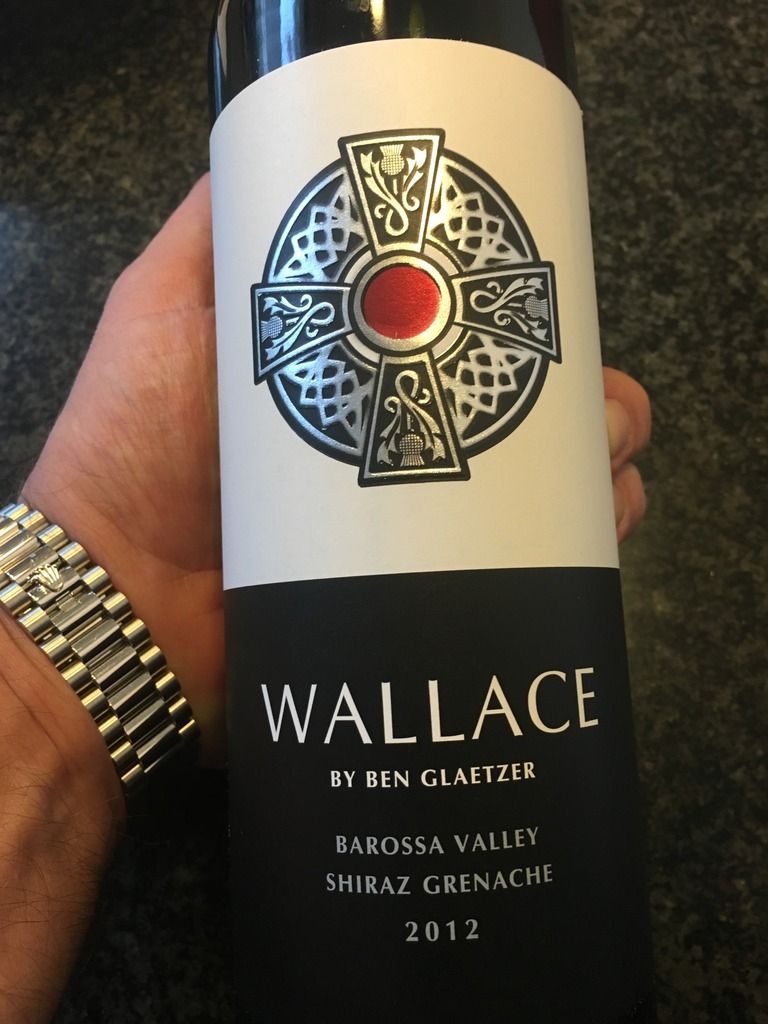 WALLACE
BY BEN GLAETZER
BAROSSA VALLEY
SHIRAZ GRENACHE
2012